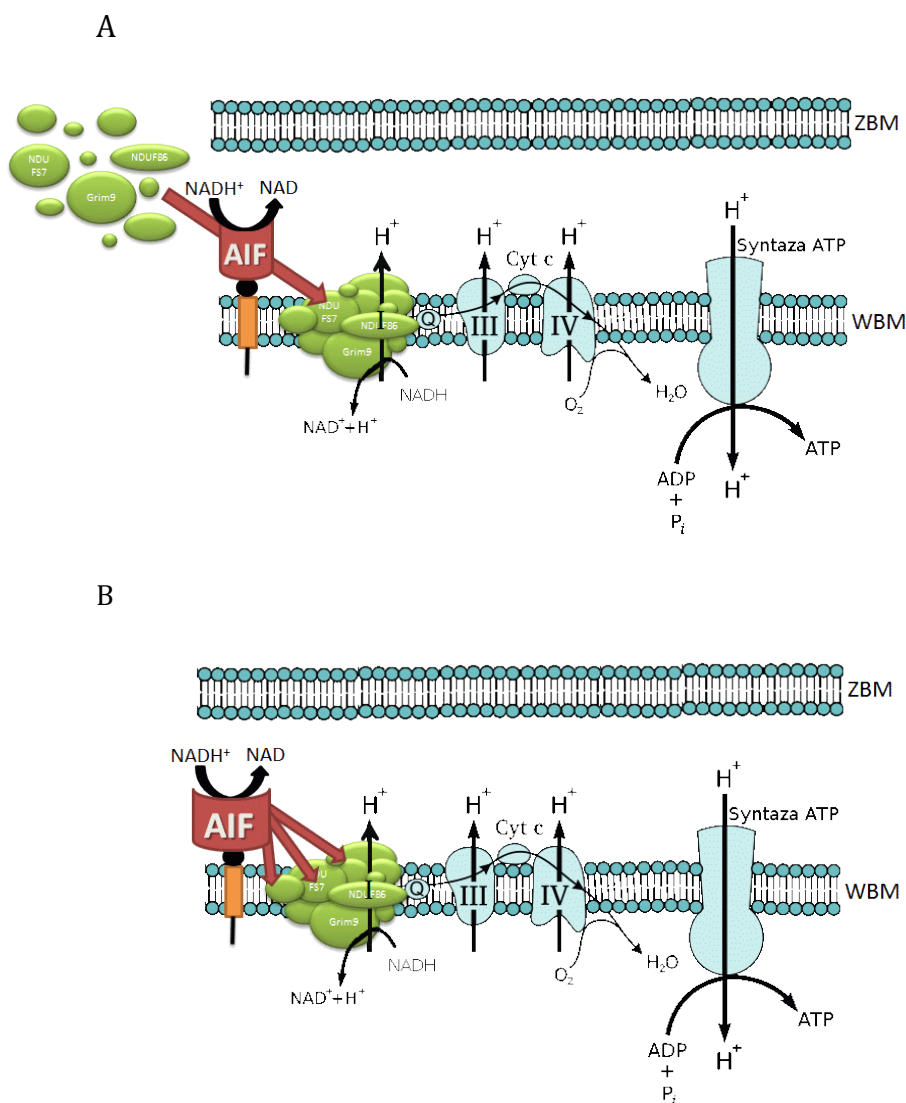 A
ZBM
NDU
FS7
NDUFB6
Grim9
NADH⁺
NAD
AIF
H⁺
H⁺
Cyt c
H⁺
H⁺
Syntaza ATP
NDU
FS7
I
NDUFB6
Grim9
Q
III
IV
WBM
NADH
NAD⁺+H⁺
O₂
H₂O
ADP
+
Pᵢ
H⁺
ATP
B
ZBM
NADH⁺
NAD
AIF
H⁺
H⁺
Cyt c
H⁺
H⁺
Syntaza ATP
NDU
FS7
I
NDUFB6
Grim9
Q
III
IV
WBM
NADH
NAD⁺+H⁺
O₂
H₂O
ADP
+
Pᵢ
H⁺
ATP